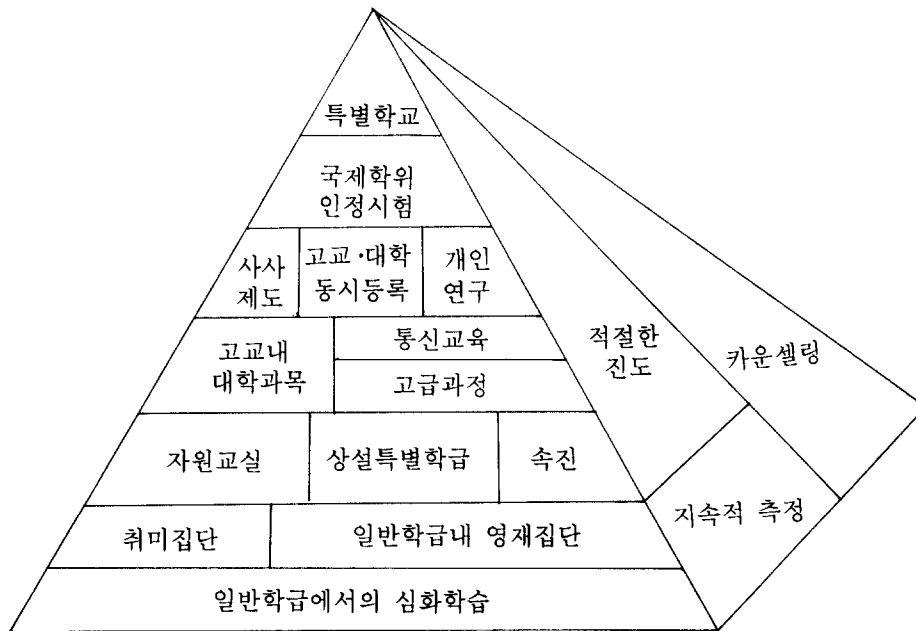 특별학교
국제학위
인정시험
사사
제도
고교·대학
동시등록
개인
연구
고교내
대학과목
통신교육
고급과정
자원교실
상설특별학급
속진
취미집단
일반학급내 영재집단
일반학급에서의 심화학습
적절한
진도
카운셀링
지속적 측정